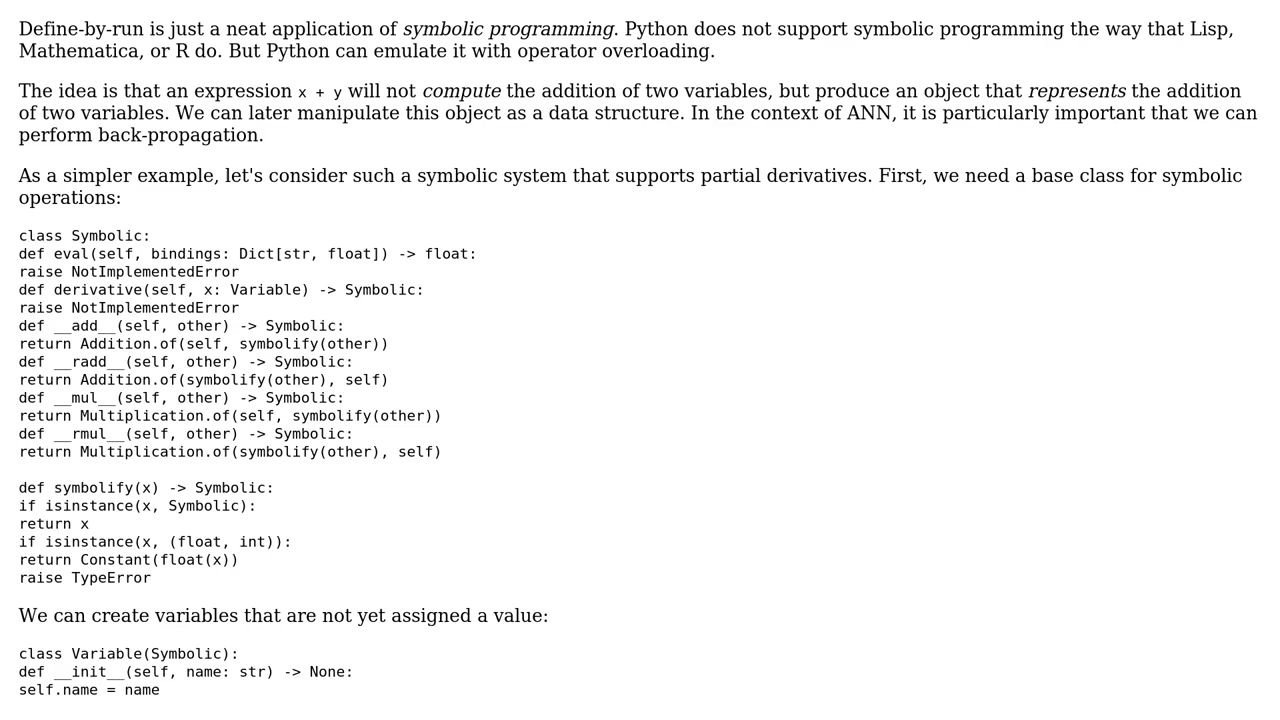 Define-by-run is just a neat application of symbolic programming. Python does not support symbolic programming the way that Lisp,
Mathematica, or R do. But Python can emulate it with operator overloading.
The idea is that an expression x + y will not compute the addition of two variables, but produce an object that represents the addition
of two variables. We can later manipulate this object as a data structure. In the context of ANN, it is particularly important that we can
perform back-propagation.
As a simpler example, let's consider such a symbolic system that supports partial derivatives. First, we need a base class for symbolic
operations:
class Symbolic:
def eval(self, bindings: Dict[str, float]) -> float:
raise NotImplementedError
def derivative(self, x: Variable) -> Symbolic:
raise NotImplementedError
def __add__(self, other) -> Symbolic:
return Addition.of(self, symbolify(other))
def __radd__(self, other) -> Symbolic:
return Addition.of(symbolify(other), self)
def __mul__(self, other) -> Symbolic:
return Multiplication.of(self, symbolify(other))
def __rmul__(self, other) -> Symbolic:
return Multiplication.of(symbolify(other), self)
def symbolify(x) -> Symbolic:
if isinstance(x, Symbolic):
return x
if isinstance(x, (float, int)):
return Constant(float(x))
raise TypeError
We can create variables that are not yet assigned a value:
class Variable(Symbolic):
def __init__(self, name: str) -> None:
self.name = name